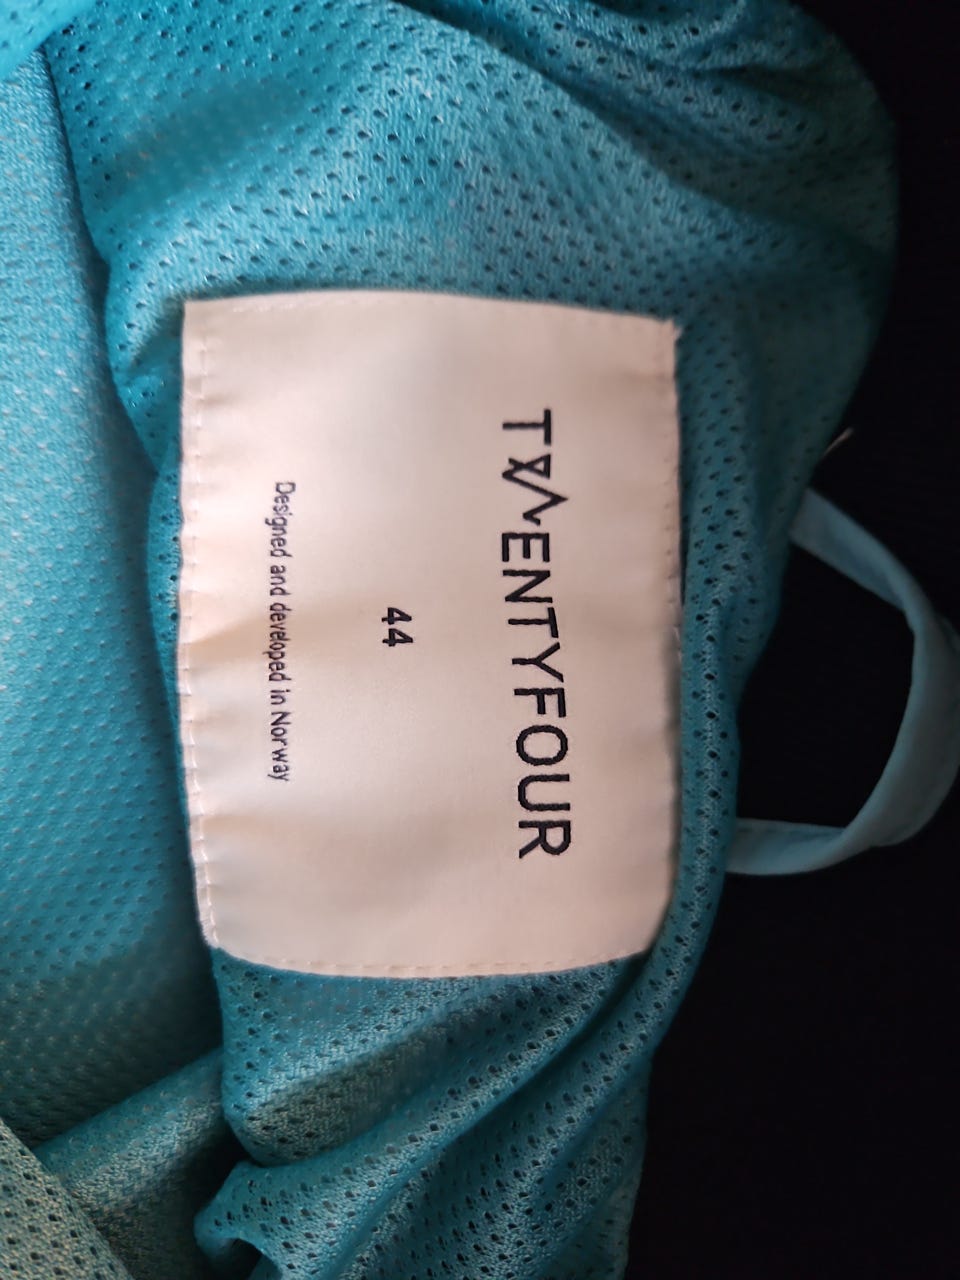 TWENTYFOUR
44
Designed and developed in Norway